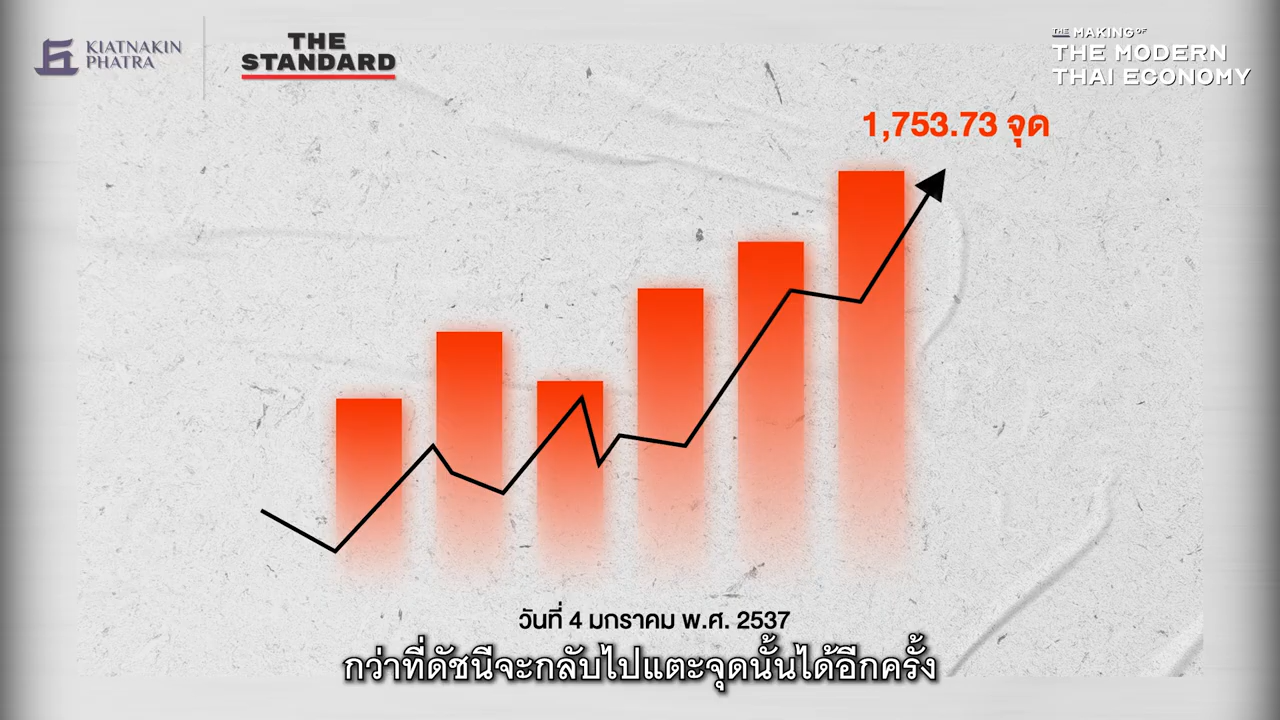 KIATNAKIN
PHATRA
THE
STANDARD
THE MAKING OF
THE MODERN
THAI ECONOMY
1,753.73 จุด
วันที่ 4 มกราคม พ.ศ. 2537
กว่าที่ดัชนีจะกลับไปแตะจุดนั้นได้อีกครั้ง